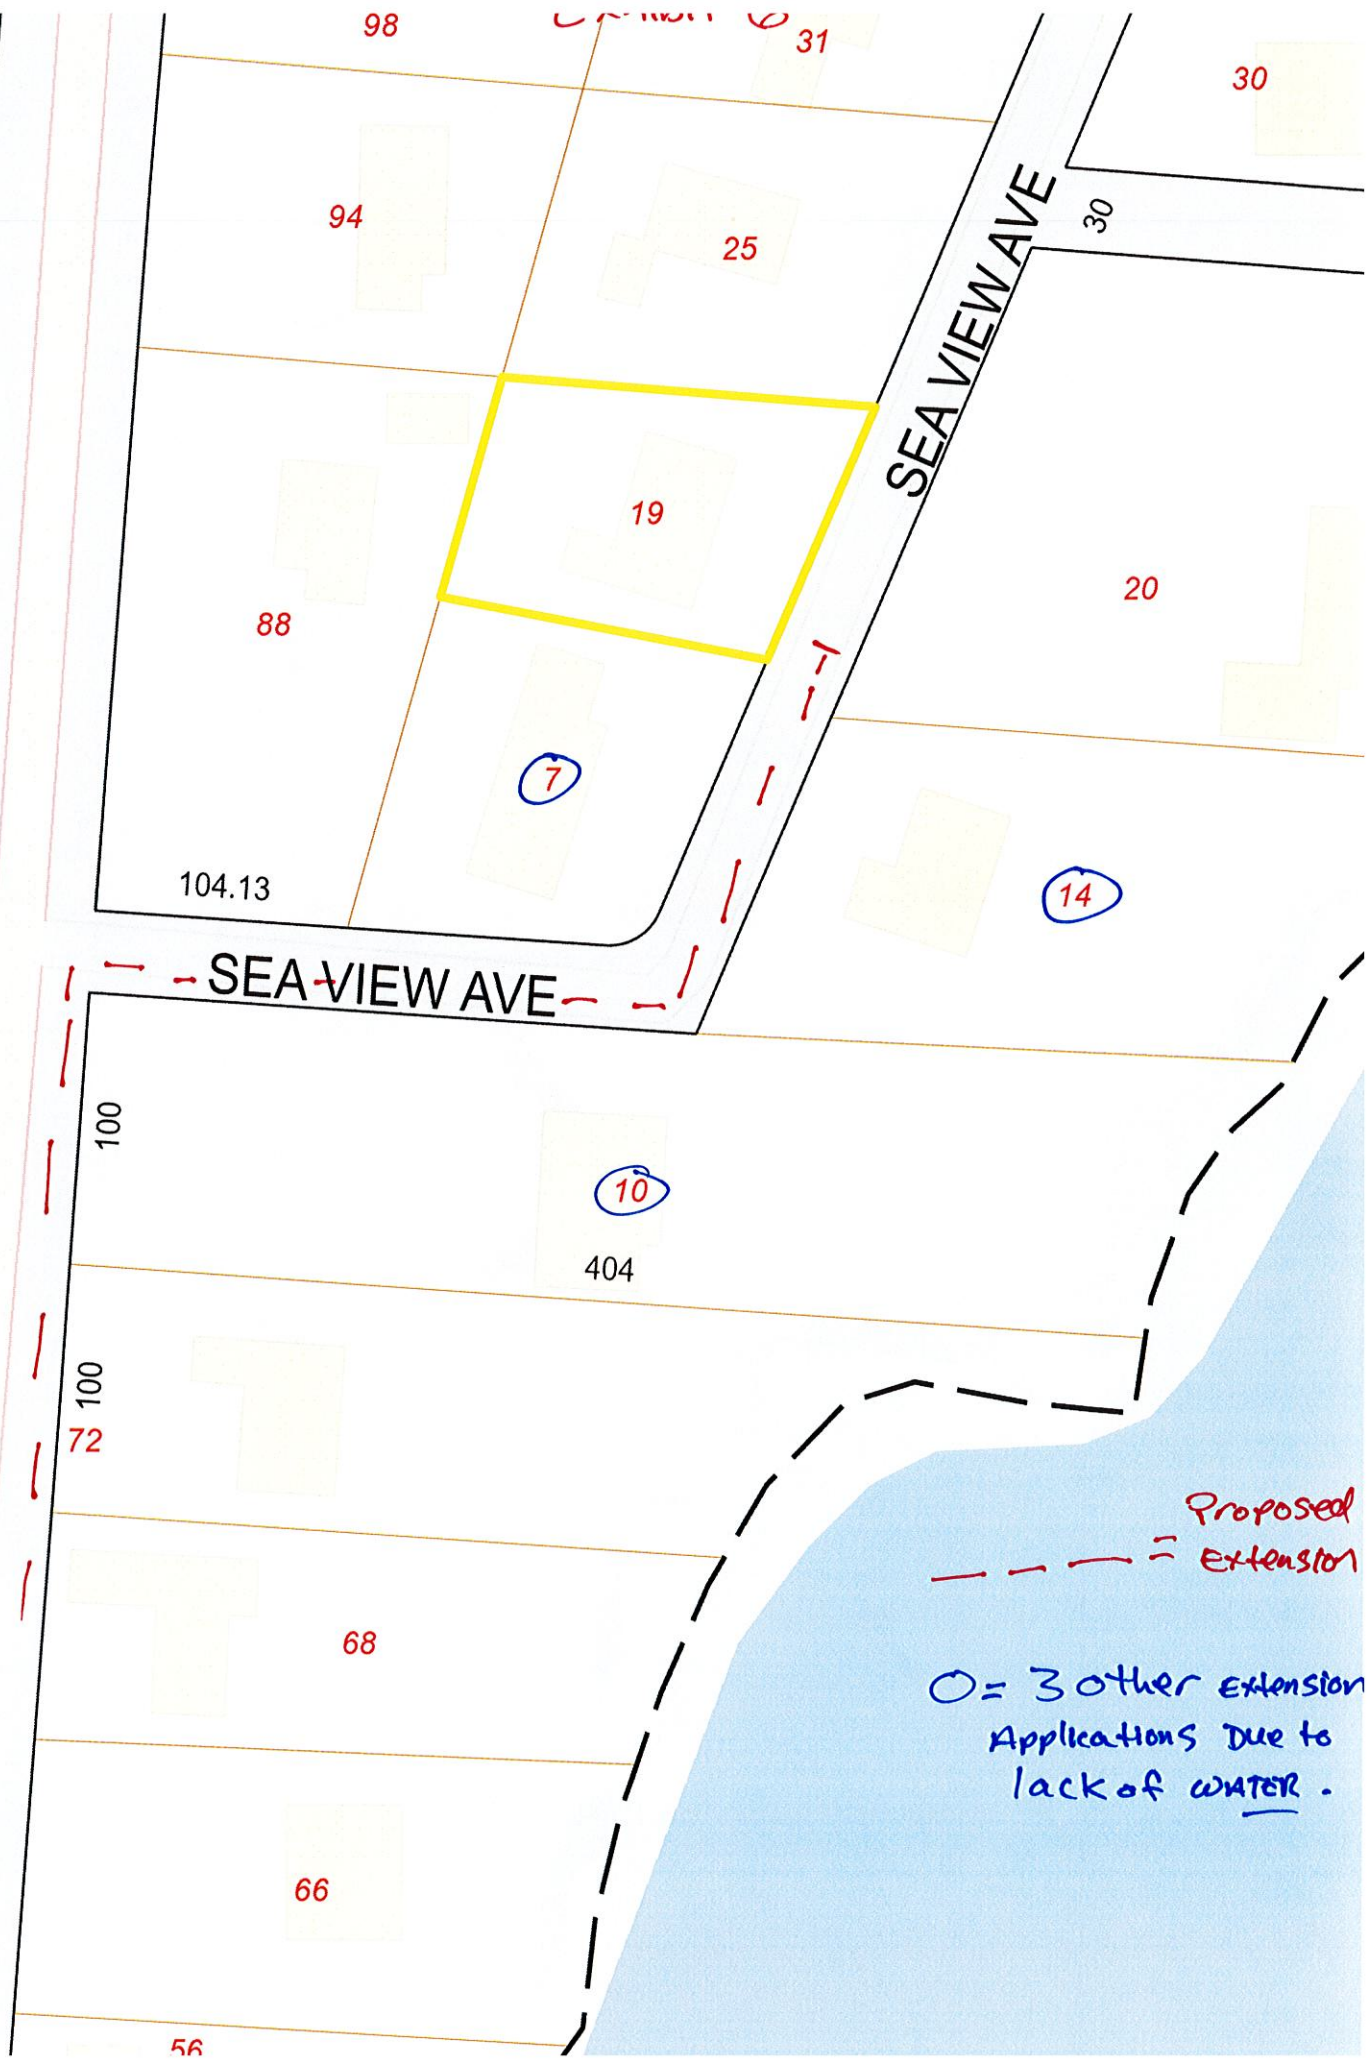 Exhibit 6
98
31
30
94
25
SEA VIEW AVE
30
19
20
88
7
14
104.13
SEA VIEW AVE
100
10
404
100
72
Proposed
= Extension
68
O = 3 other Extension
Applications Due to
lack of WATER.
66
56